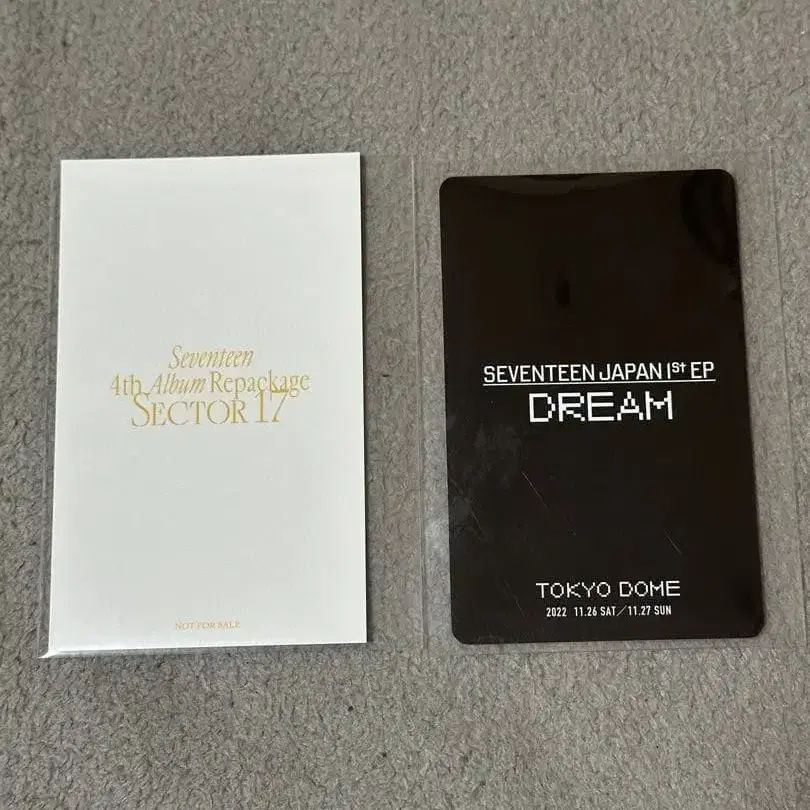 Seventeen
4th Album Repackage
SECTOR 17
NOT FOR SALE
SEVENTEEN JAPAN 1St EP
DREAM
TOKYO DOME
2022 11.26 SAT/11.27 SUN